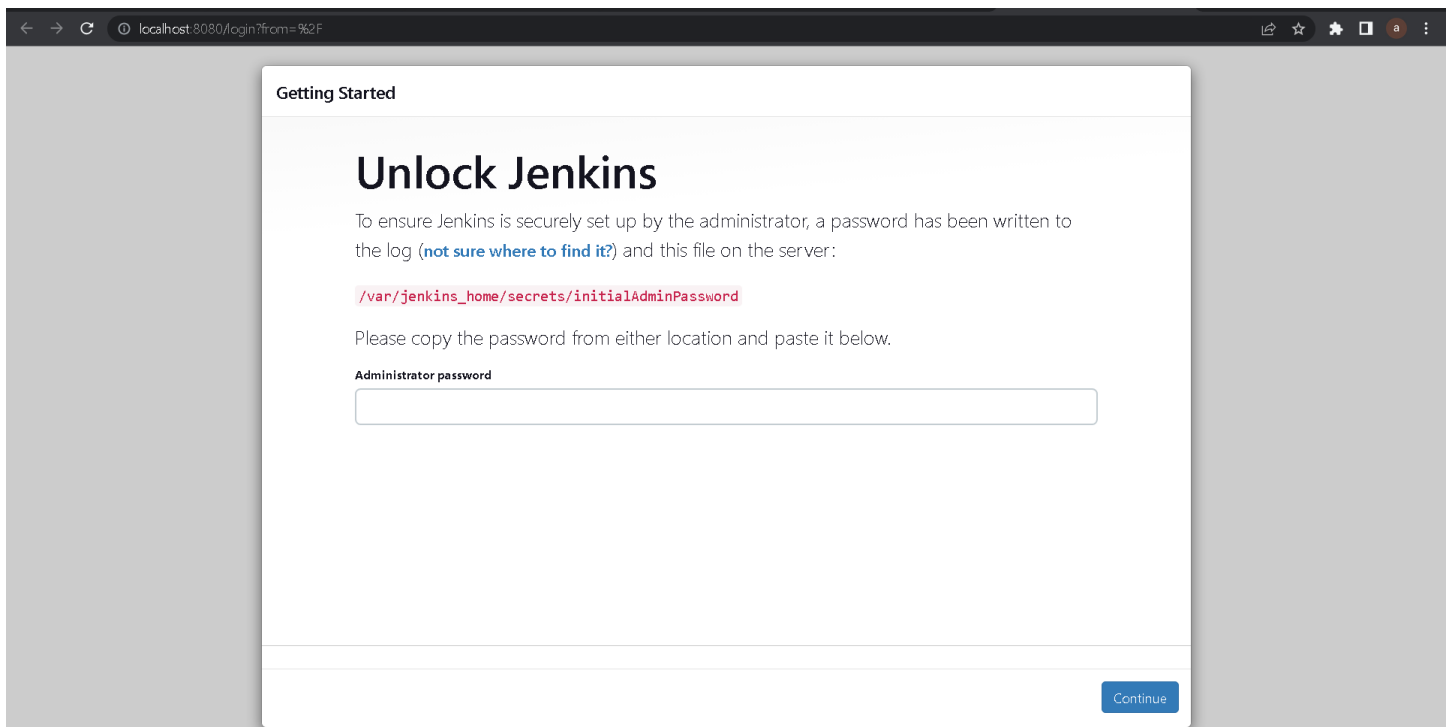 localhost:8080/login?from=%2F
a
Getting Started
Unlock Jenkins
To ensure Jenkins is securely set up by the administrator, a password has been written to
the log (not sure where to find it?) and this file on the server:
/var/jenkins_home/secrets/initialAdminPassword
Please copy the password from either location and paste it below.
Administrator password
Continue